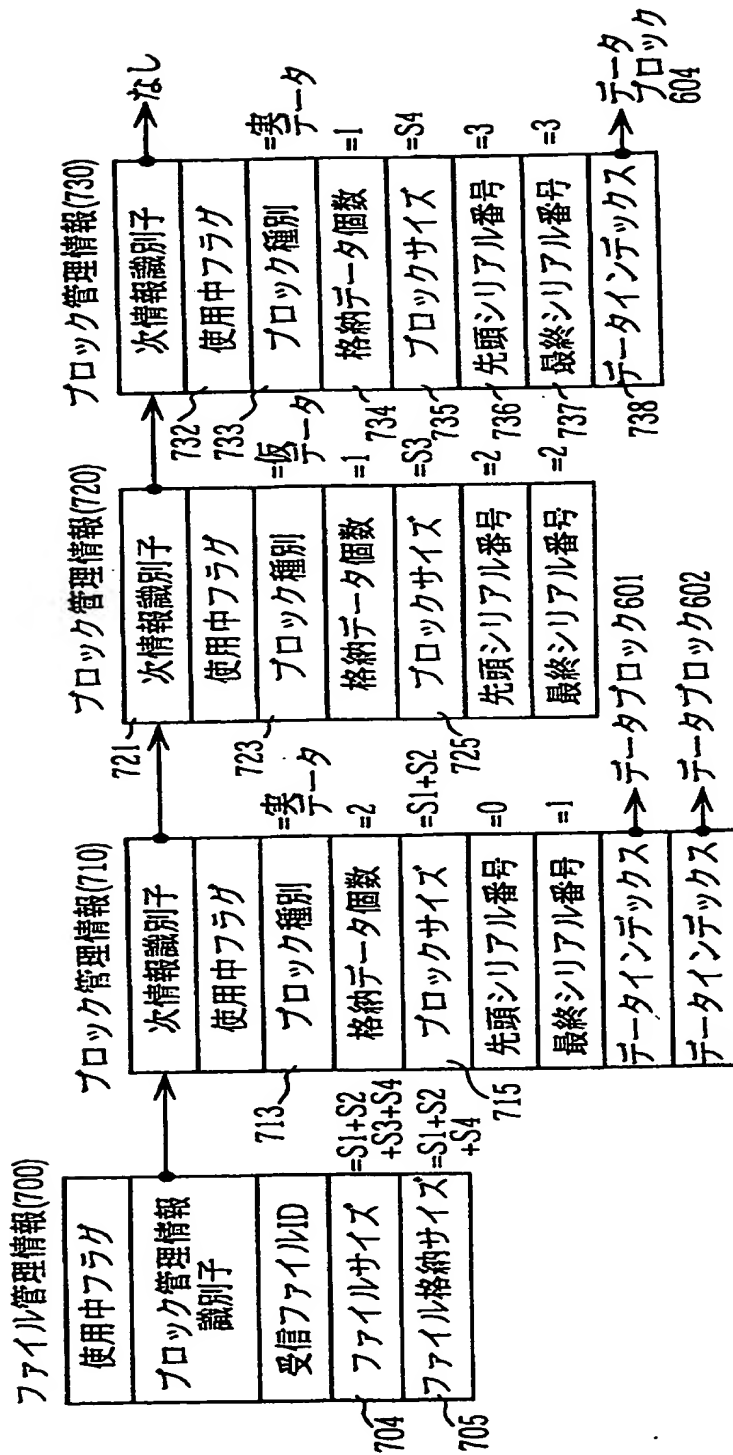 ファイル管理情報(700)
使用中フラグ
ブロック管理情報
識別子
受信ファイルID
ファイルサイズ
=S1+S2
+S3+S4
704
ファイル格納サイズ
=S1+S2
+S4
705
ブロック管理情報(710)
次情報識別子
使用中フラグ
ブロック種別
=実
データ
713
格納データ個数
=2
ブロックサイズ
=S1+S2
715
先頭シリアル番号
=0
最終シリアル番号
=1
データインデックス
データブロック601
データインデックス
データブロック602
ブロック管理情報(720)
次情報識別子
721
使用中フラグ
ブロック種別
=仮
データ
723
格納データ個数
=1
ブロックサイズ
=S3
725
先頭シリアル番号
=2
最終シリアル番号
=2
ブロック管理情報(730)
次情報識別子
なし
使用中フラグ
732
ブロック種別
=実
データ
733
格納データ個数
=1
734
ブロックサイズ
=S4
735
先頭シリアル番号
=3
736
最終シリアル番号
=3
737
データインデックス
データ
ブロック
604
738